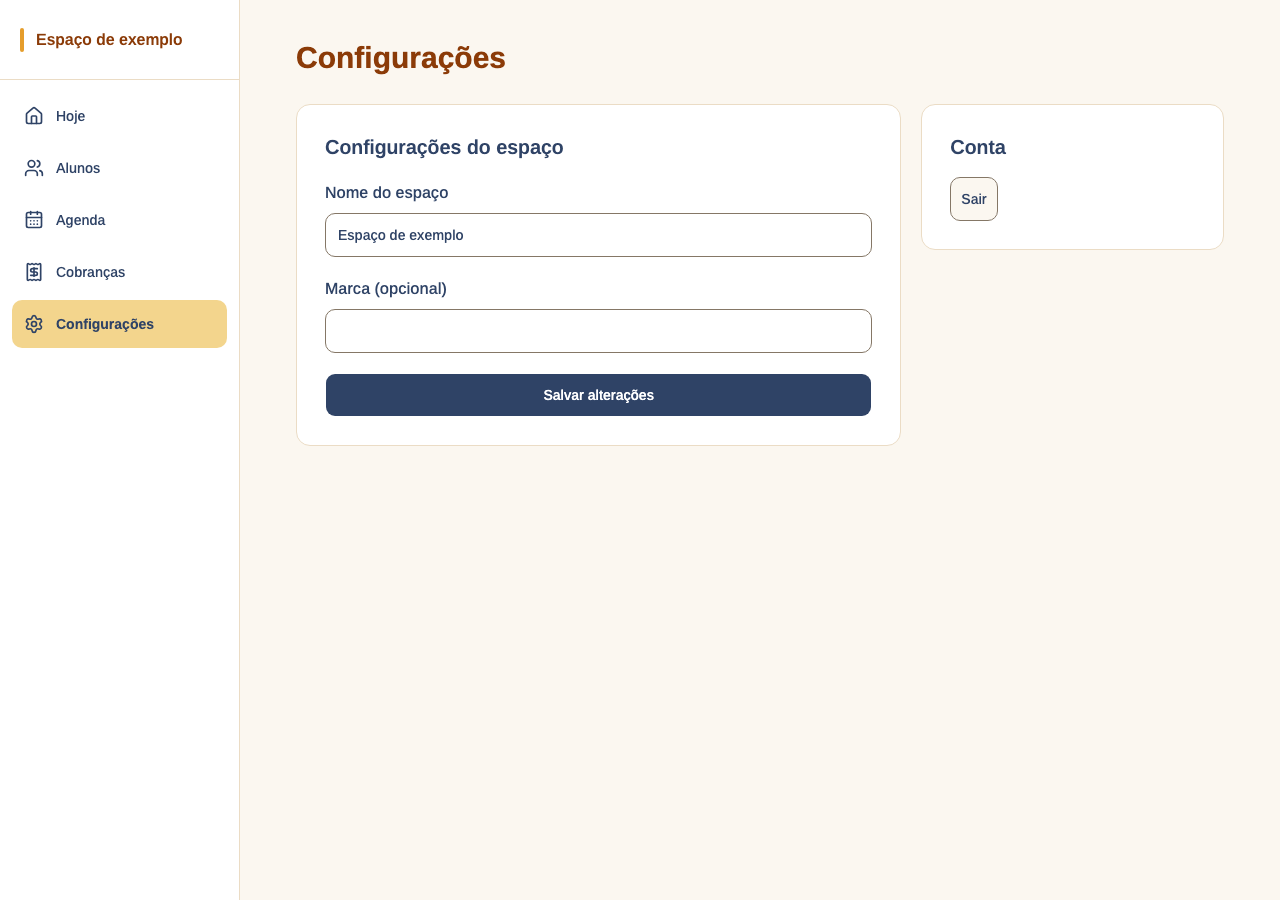 Espaço de exemplo
Hoje
Alunos
Agenda
Cobranças
Configurações
Configurações
Configurações do espaço
Nome do espaço
Espaço de exemplo
Marca (opcional)
Salvar alterações
Conta
Sair